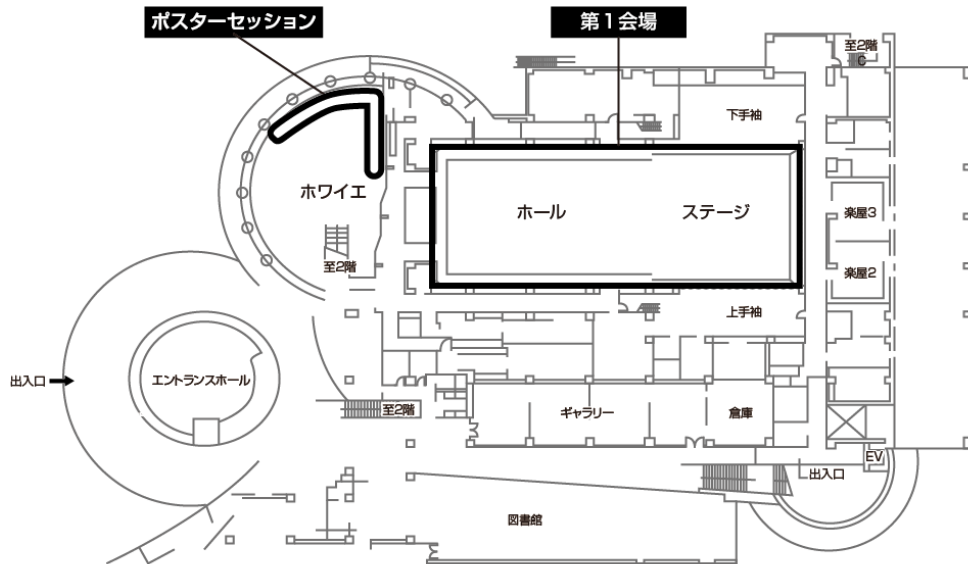 ポスターセッション
第1会場
至2階
下手袖
ホワイエ
ホール
ステージ
楽屋3
至2階
楽屋2
上手袖
出入口
エントランスホール
至2階
ギャラリー
倉庫
EV
出入口
図書館